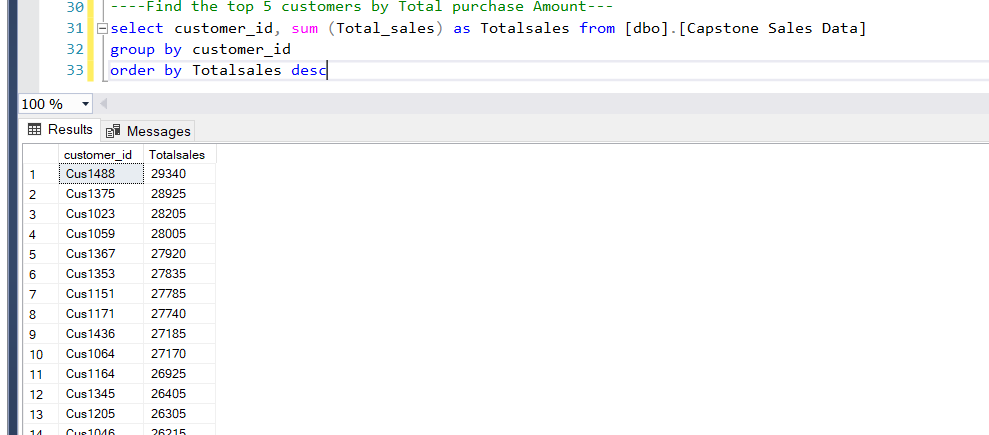 30 ----Find the top 5 customers by Total purchase Amount---
31 select customer_id, sum (Total_sales) as Totalsales from [dbo].[Capstone Sales Data]
32 group by customer_id
33 order by Totalsales desc
100 %
Results Messages
customer_id Totalsales
1 Cus1488 29340
2 Cus1375 28925
3 Cus1023 28205
4 Cus1059 28005
5 Cus1367 27920
6 Cus1353 27835
7 Cus1151 27785
8 Cus1171 27740
9 Cus1436 27185
10 Cus1064 27170
11 Cus1164 26925
12 Cus1345 26405
13 Cus1205 26305
14 Cus1046 26215